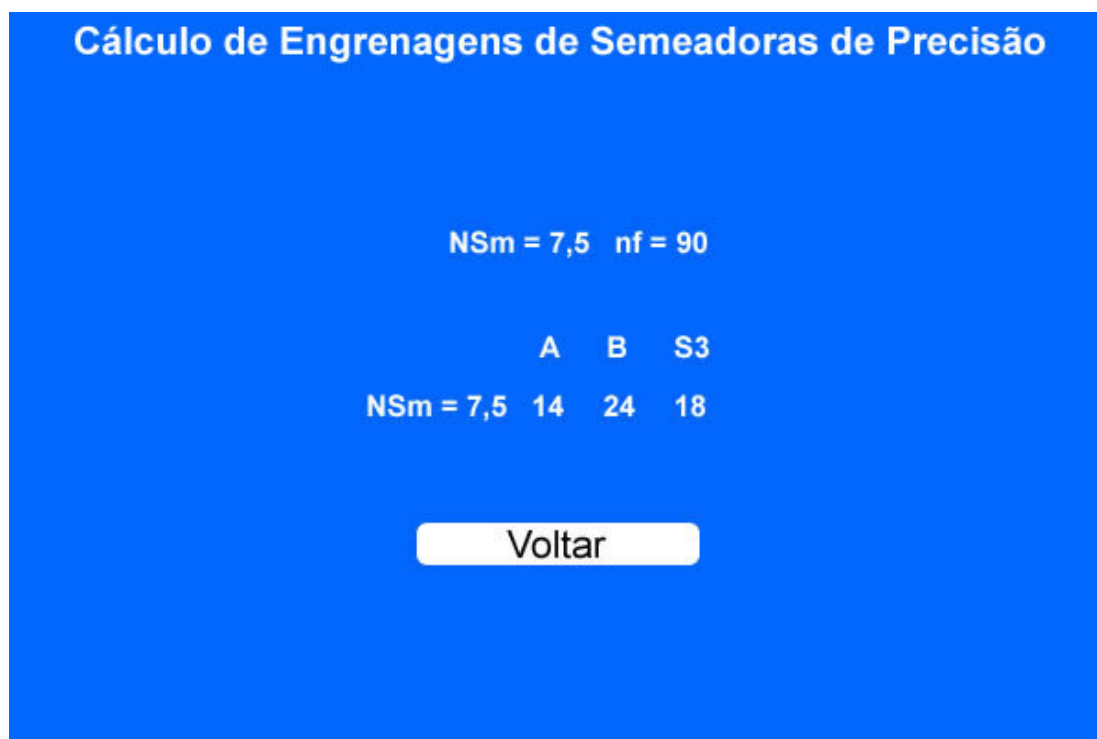 Cálculo de Engrenagens de Semeadoras de Precisão
NSm = 7,5 nf = 90
A B S3
NSm = 7,5 14 24 18
Voltar